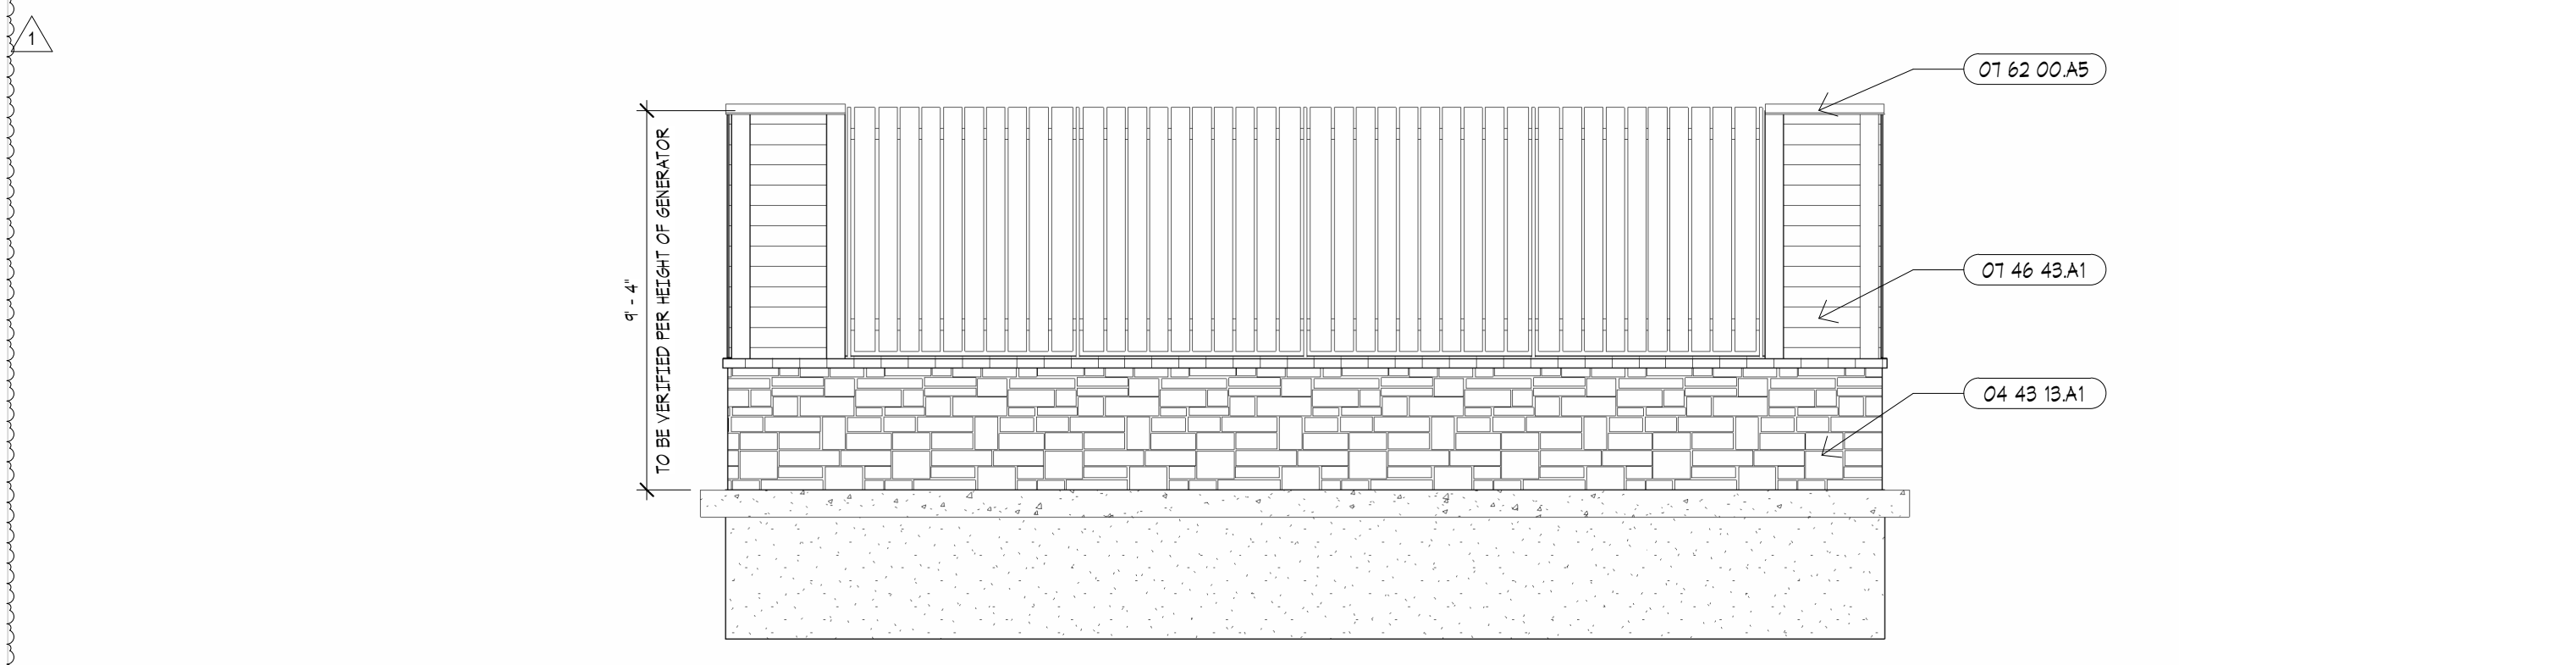 1
07 62 00.A5
9' - 4"
TO BE VERIFIED PER HEIGHT OF GENERATOR
07 46 43.A1
04 43 13.A1